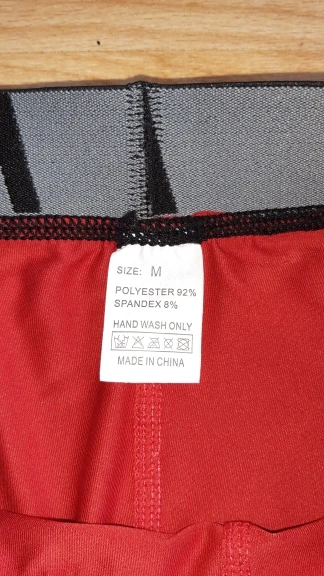 SIZE: M
POLYESTER 92%
SPANDEX 8%
HAND WASH ONLY
MADE IN CHINA